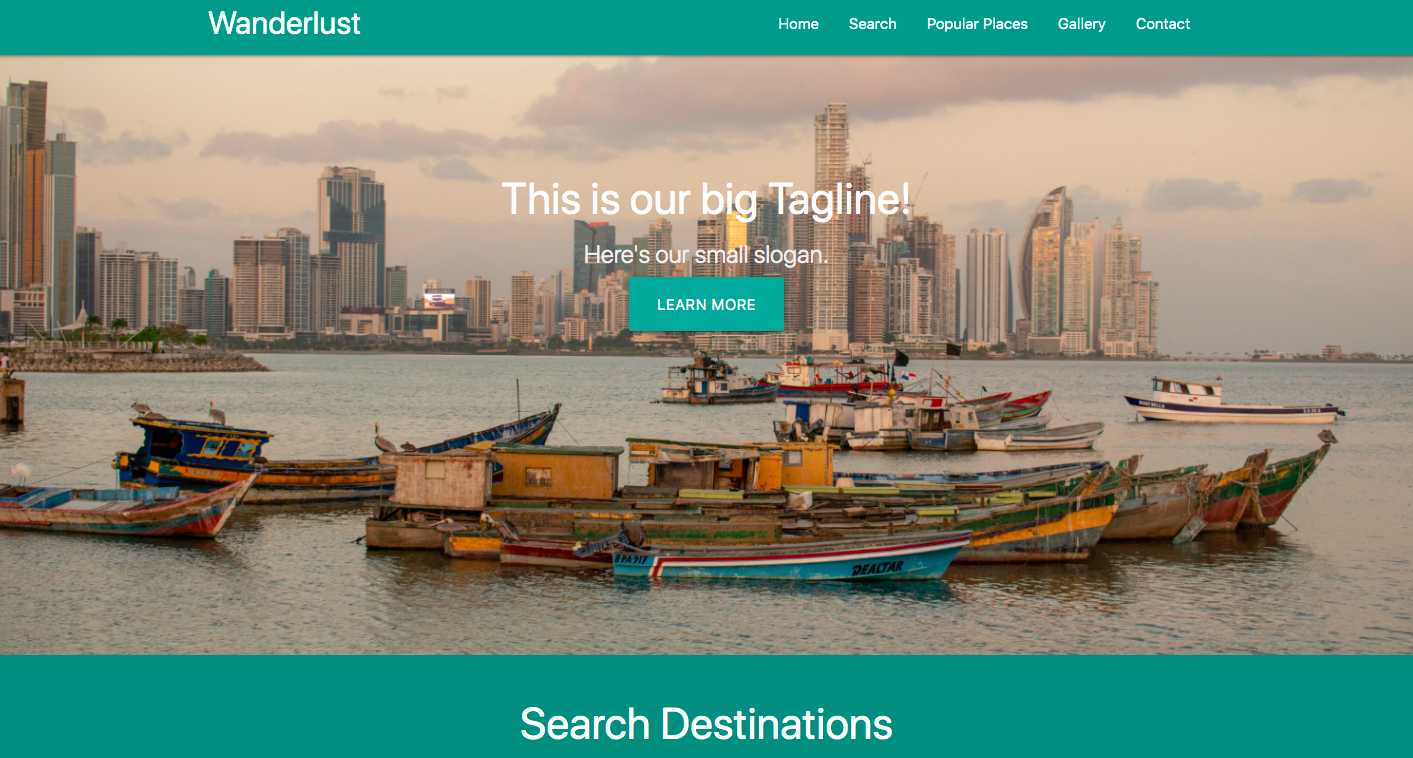 Wanderlust
Home Search Popular Places Gallery Contact
This is our big Tagline!
Here's our small slogan.
LEARN MORE
DEALTAR
Search Destinations